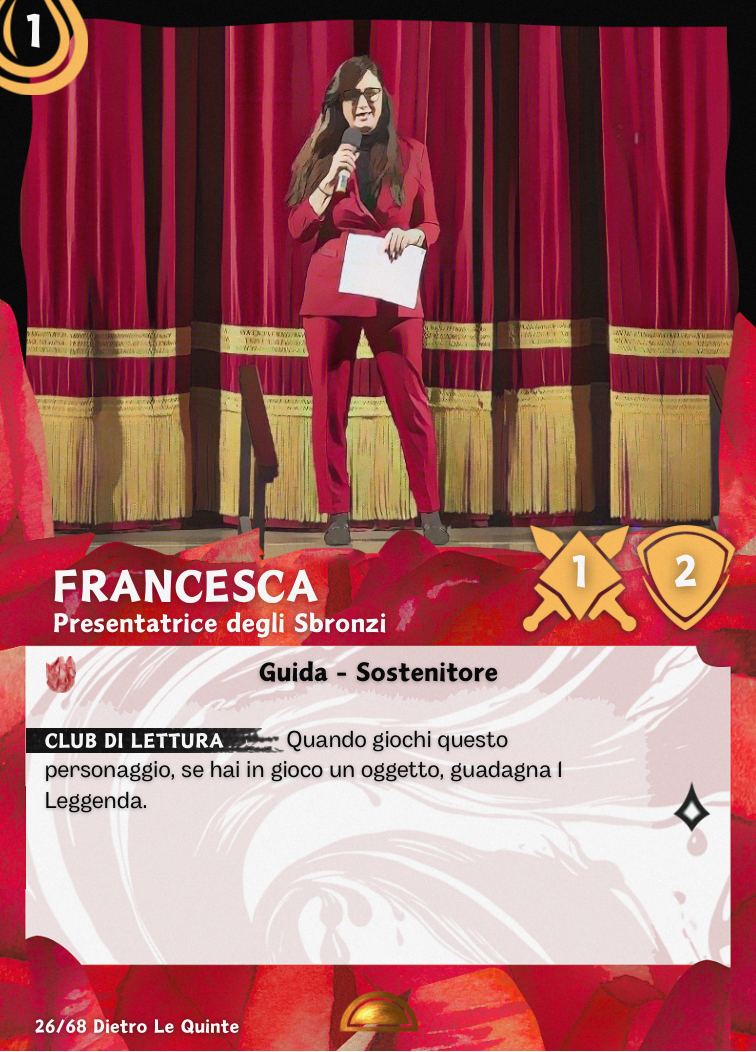 1
FRANCESCA
Presentatrice degli Sbronzi
1
2
Guida - Sostenitore
CLUB DI LETTURA Quando giochi questo
personaggio, se hai in gioco un oggetto, guadagna 1
Leggenda.
26/68 Dietro Le Quinte